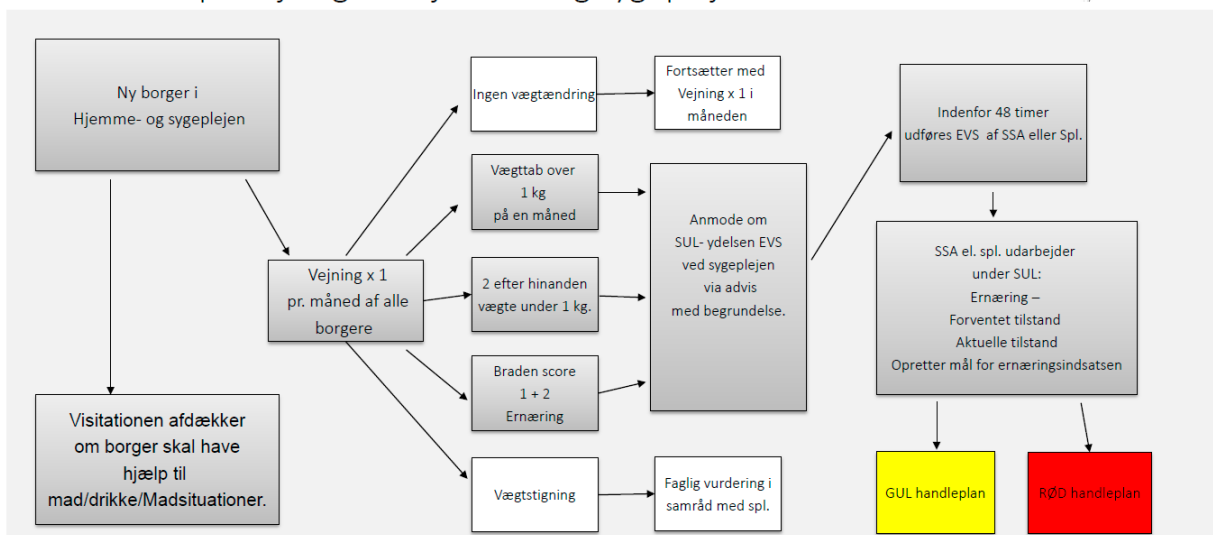 Ny borger i
Hjemme- og sygeplejen
Visitationen afdækker
om borger skal have
hjælp til
mad/drikke/Madsituationer.
Vejning x 1
pr. måned af alle
borgere
Ingen vægtændring
Fortsætter med
Vejning x 1 i
måneden
Vægttab over
1 kg
på en måned
2 efter hinanden
vægte under 1 kg.
Braden score
1 + 2
Ernæring
Vægtstigning
Faglig vurdering i
samråd med spl.
Anmode om
SUL- ydelsen EVS
ved sygeplejen
via advis
med begrundelse.
Indenfor 48 timer
udføres EVS af SSA eller Spl.
SSA el. spl. udarbejder
under SUL:
Ernæring –
Forventet tilstand
Aktuelle tilstand
Opretter mål for ernæringsindsatsen
GUL handleplan
RØD handleplan